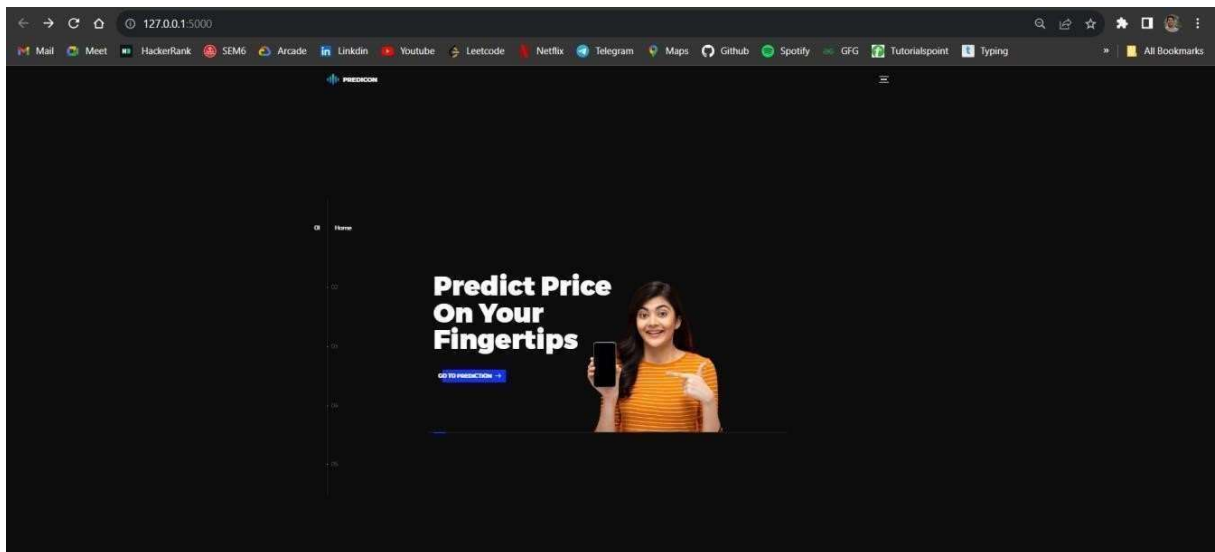 127.0.0.1:5000
Mail Meet HackerRank SEM6 Arcade Linkdin Youtube Leetcode Netflix Telegram Maps Github Spotify GFG Tutorialspoint Typing » All Bookmarks
PREDICON
01 Home
02
Predict Price
On Your
Fingertips
03
GO TO PREDICTION →
04
05